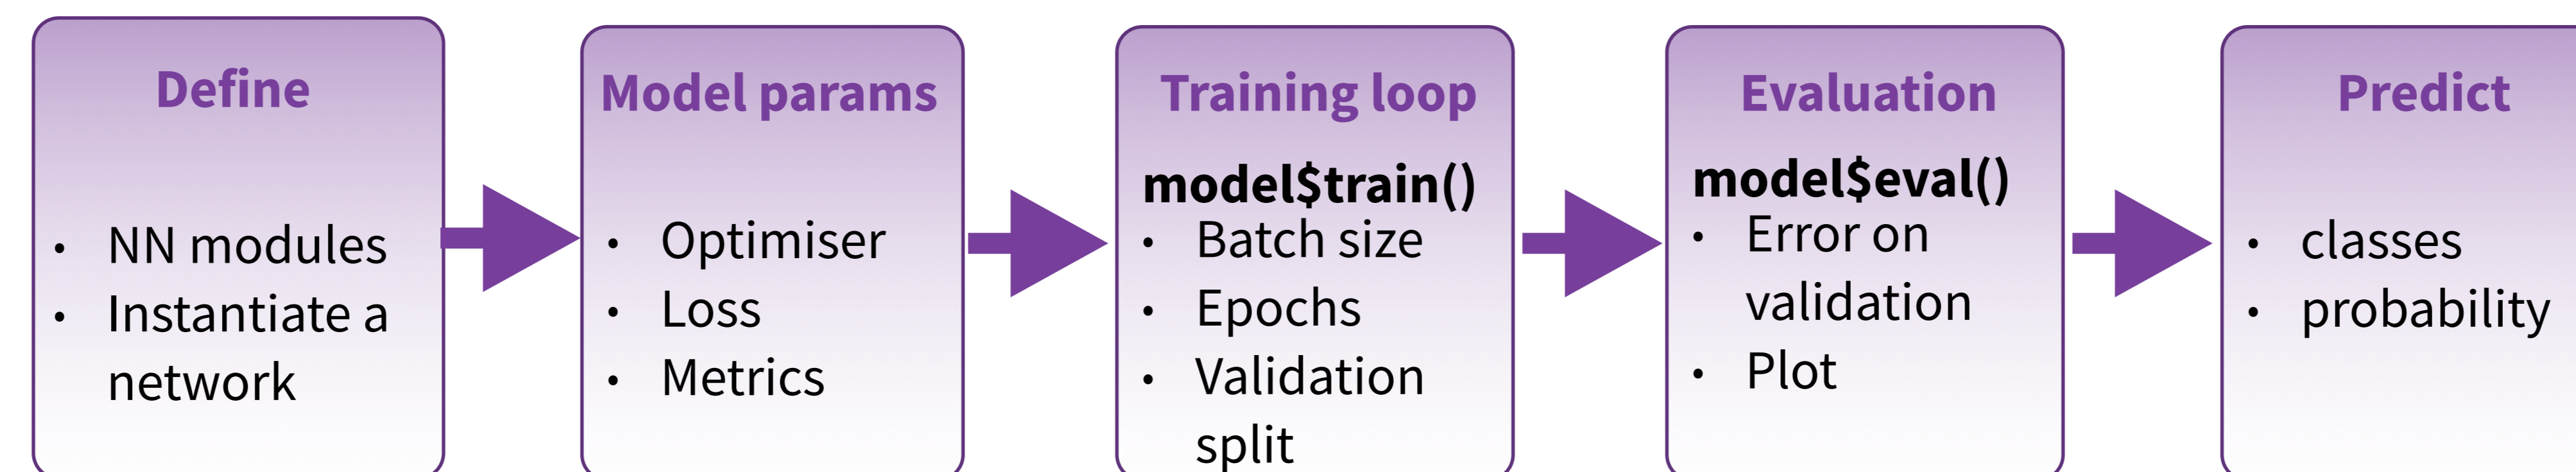 Define
• NN modules
• Instantiate a
network
Model params
• Optimiser
• Loss
• Metrics
Training loop
model$train()
• Batch size
• Epochs
• Validation
split
Evaluation
model$eval()
• Error on
validation
• Plot
Predict
• classes
• probability